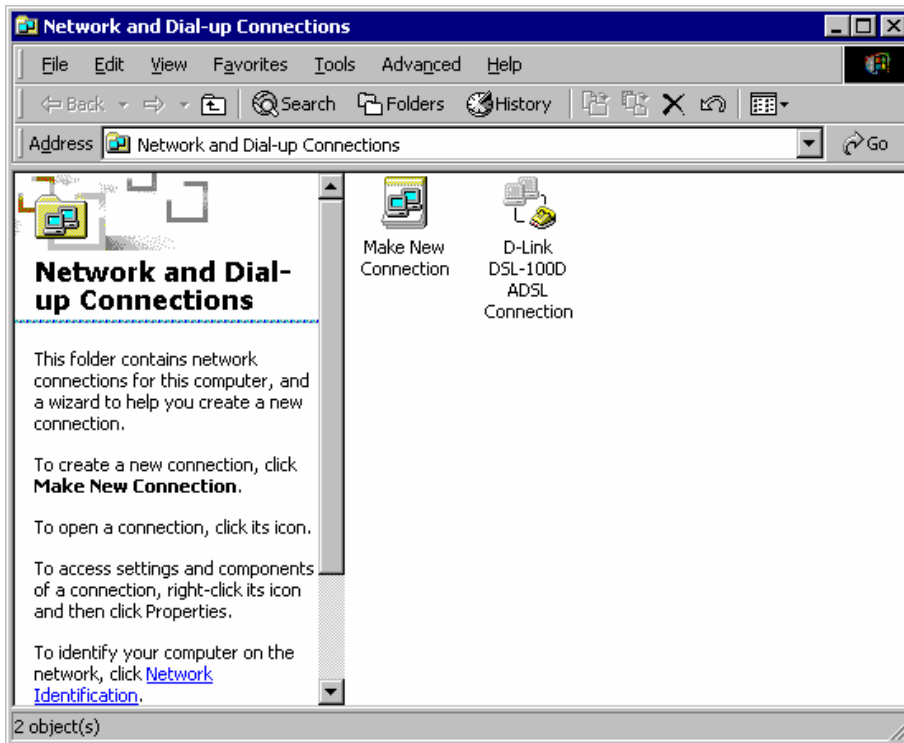 Network and Dial-up Connections
File Edit View Favorites Tools Advanced Help
Back Search Folders History
Address Network and Dial-up Connections Go
Make New
Connection
D-Link
DSL-100D
ADSL
Connection
Network and Dial-
up Connections
This folder contains network
connections for this computer, and
a wizard to help you create a new
connection.
To create a new connection, click
Make New Connection.
To open a connection, click its icon.
To access settings and components
of a connection, right-click its icon
and then click Properties.
To identify your computer on the
network, click Network
Identification.
2 object(s)